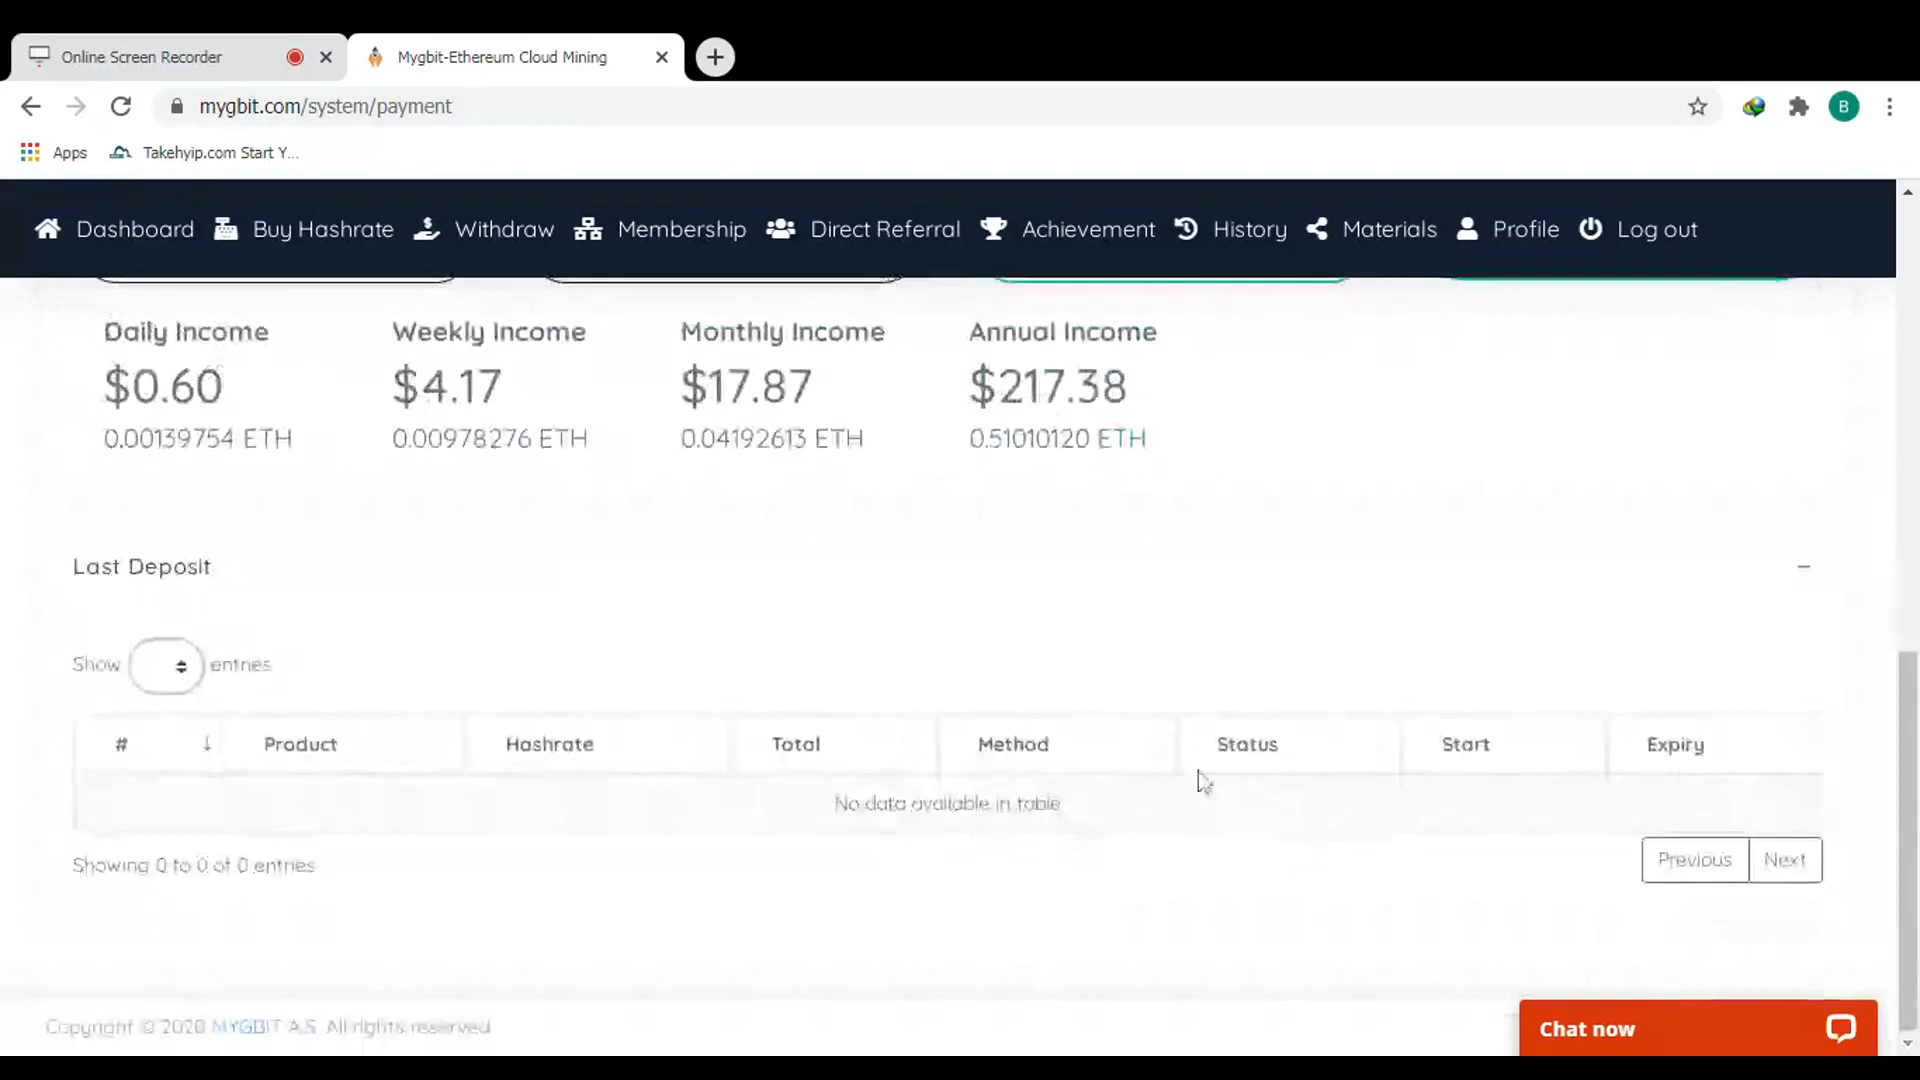 Online Screen Recorder
Mygbit-Ethereum Cloud Mining
mygbit.com/system/payment
B
Apps
Takehyip.com Start Y...
Dashboard Buy Hashrate Withdraw Membership Direct Referral Achievement History Materials Profile Log out
Daily Income Weekly Income Monthly Income Annual Income
$0.60 $4.17 $17.87 $217.38
0.00139754 ETH 0.00978276 ETH 0.04192613 ETH 0.51010120 ETH
Last Deposit
Show entries
# Product Hashrate Total Method Status Start Expiry
No data available in table
Showing 0 to 0 of 0 entries
Previous Next
Copyright © 2020 MYGBIT A.S. All rights reserved
Chat now